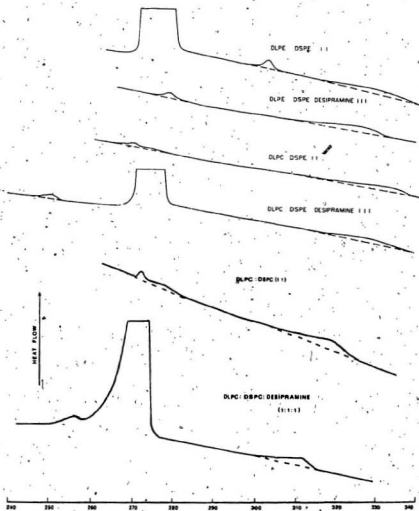 DLPE DSPE 1 1
DLPE DSPE DESIPRAMINE 1 1 1
DLPC DSPE 1 1
DLPC DSPE DESIPRAMINE 1 1 1
DLPC:DSPC (1 1)
HEAT FLOW
DLPC:DSPC:DESIPRAMINE
(1:1:1)
240 250 260 270 280 290 300 310 320 330 340